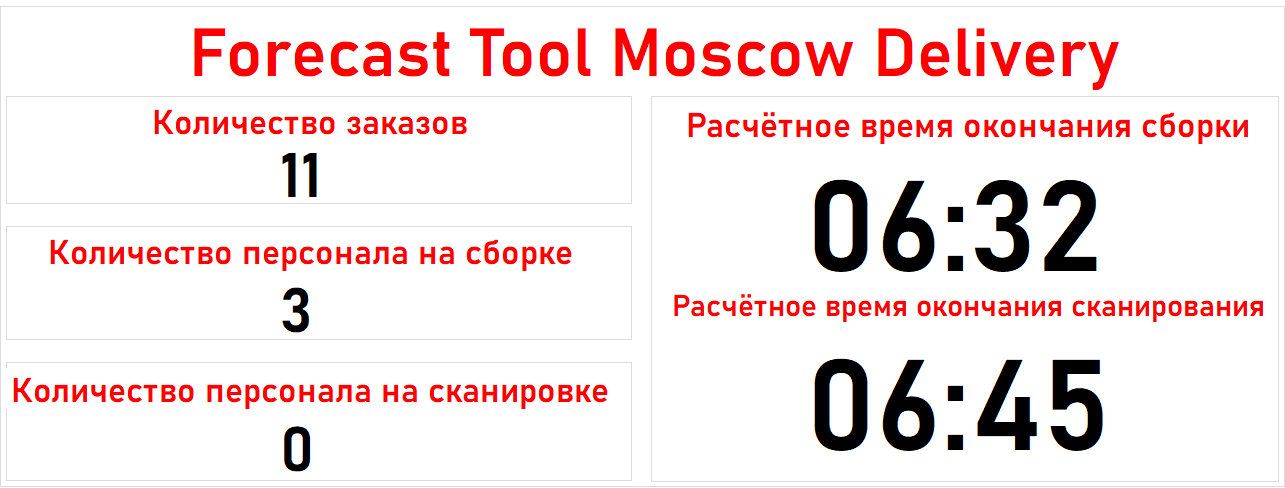 Forecast Tool Moscow Delivery
Количество заказов
11
Количество персонала на сборке
3
Количество персонала на сканировке
0
Расчётное время окончания сборки
06:32
Расчётное время окончания сканирования
06:45